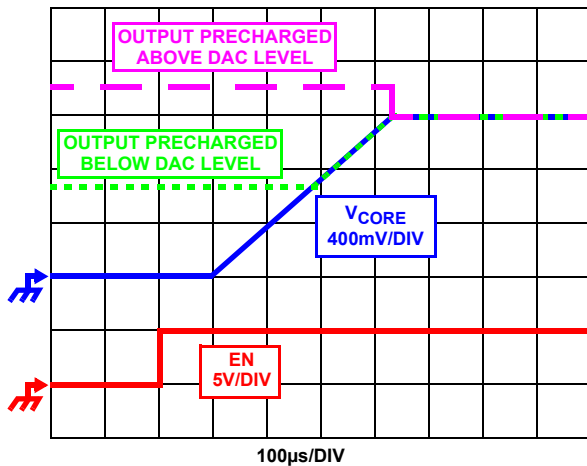 OUTPUT PRECHARGED
ABOVE DAC LEVEL
OUTPUT PRECHARGED
BELOW DAC LEVEL
VCORE
400mV/DIV
EN
5V/DIV
100µs/DIV